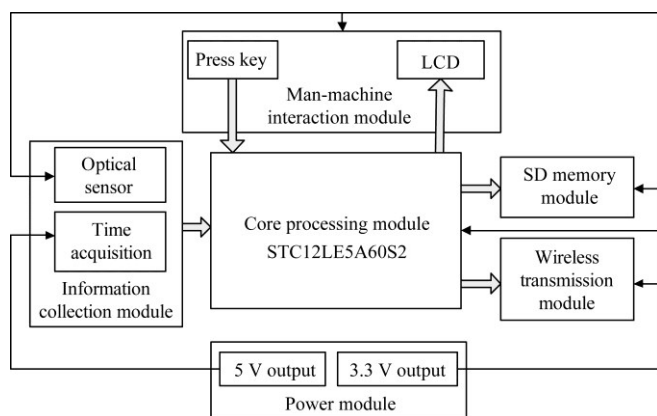 Press key
LCD
Man-machine
interaction module
Optical
sensor
Time
acquisition
Information
collection module
Core processing module
STC12LE5A60S2
SD memory
module
Wireless
transmission
module
5 V output
3.3 V output
Power module